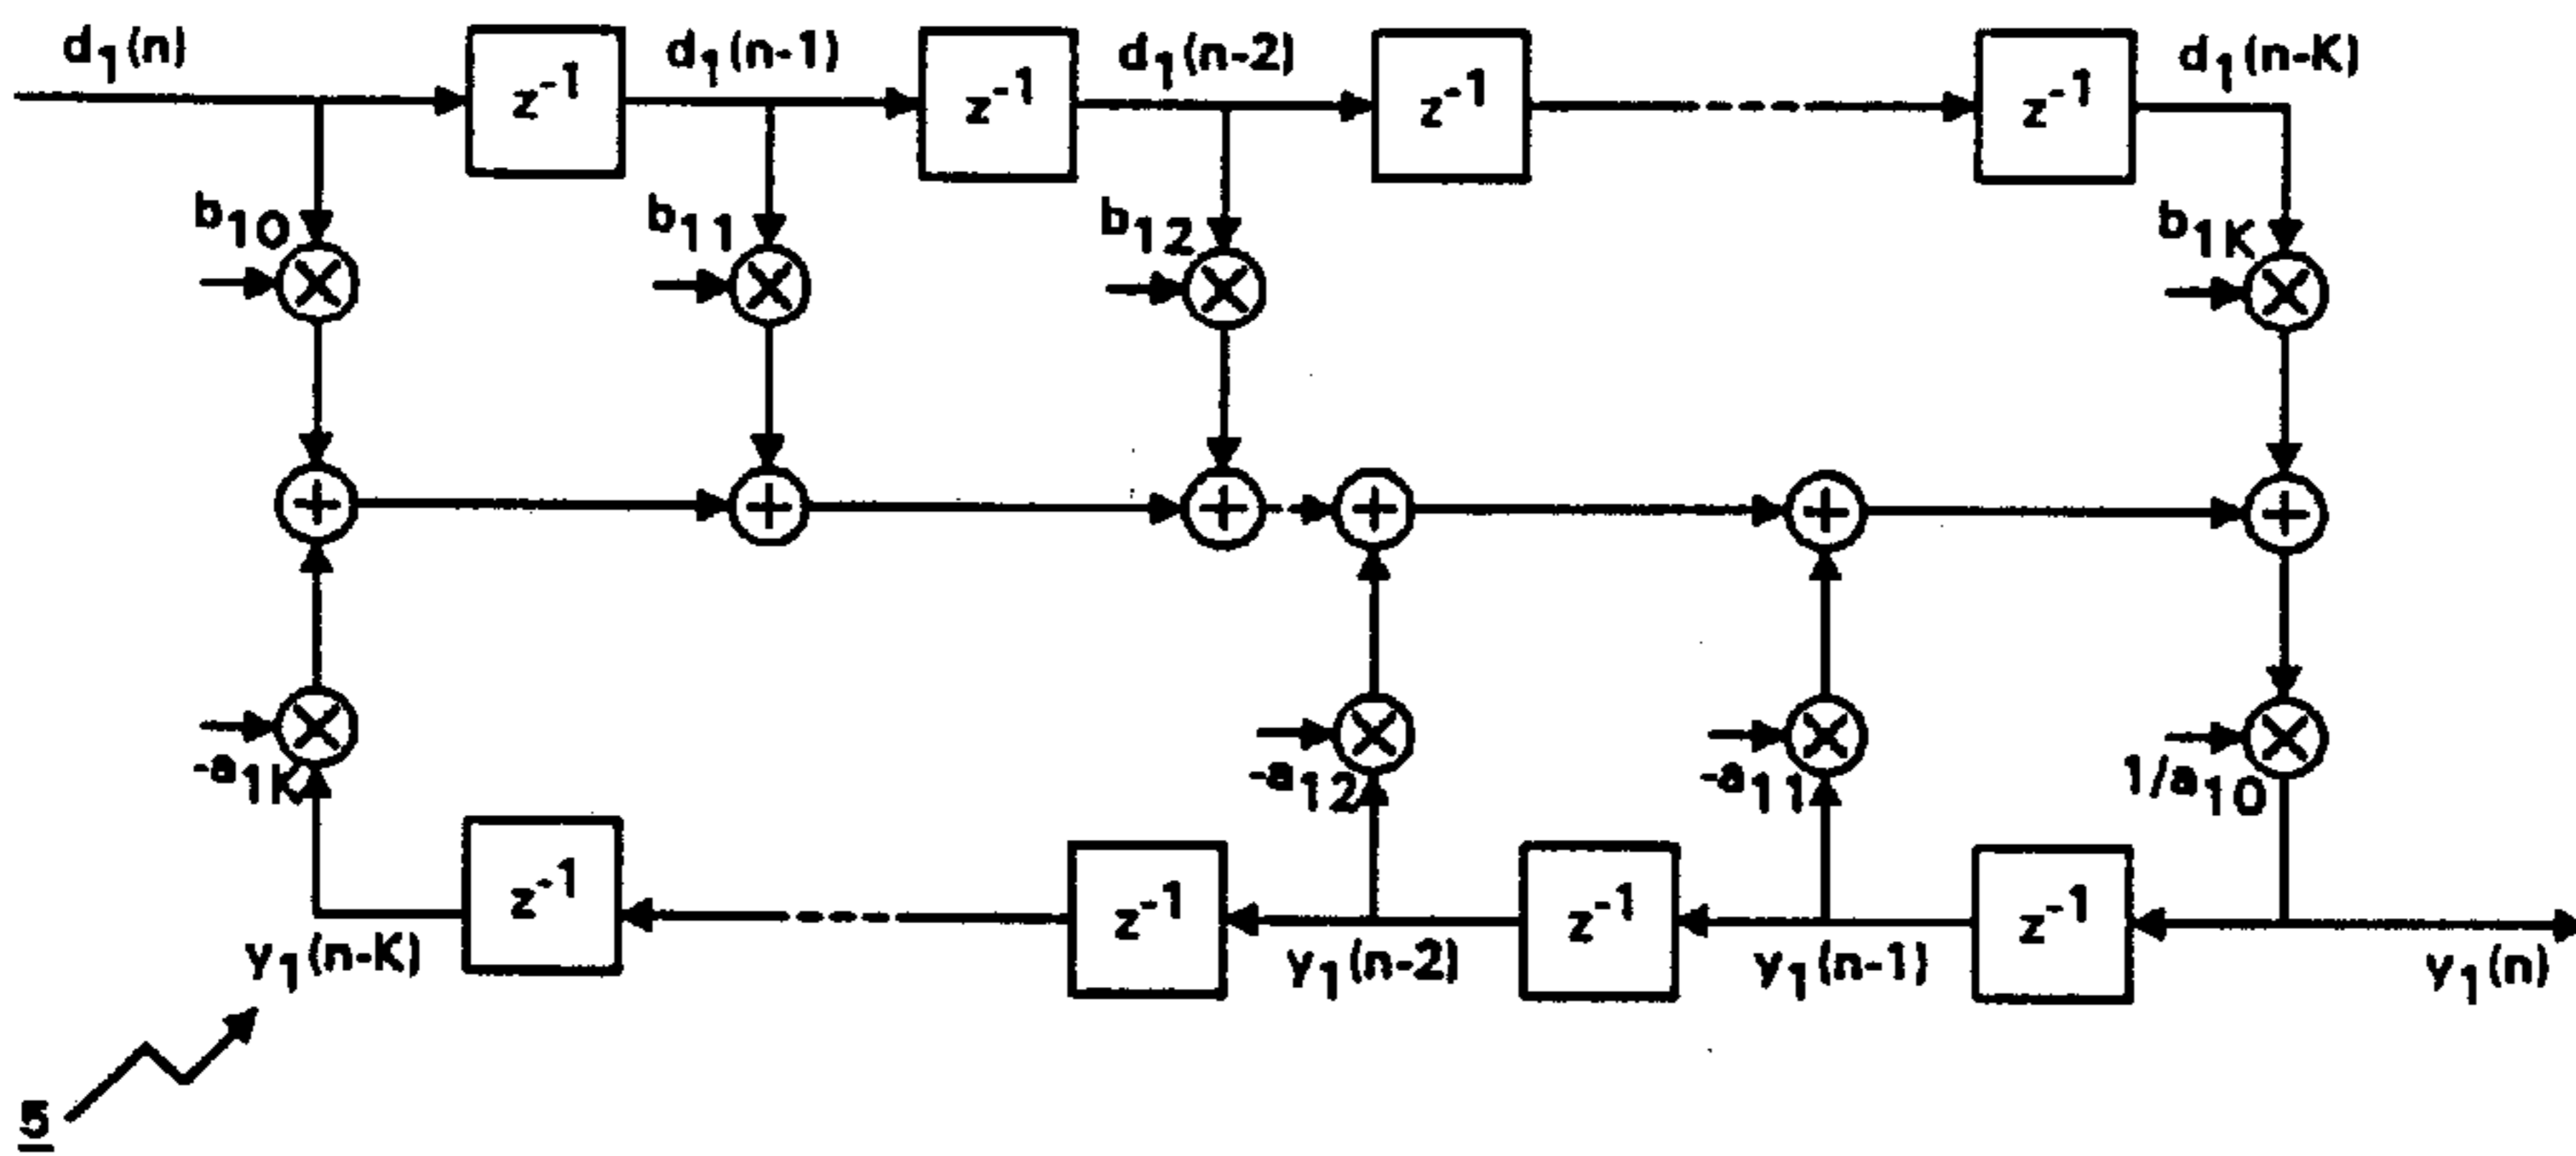 d₁(n) d₁(n-1) d₁(n-2) d₁(n-K)
z⁻¹ z⁻¹ z⁻¹ z⁻¹
b₁₀ b₁₁ b₁₂ b₁K
+ + + + + +
-a₁K -a₁₂ -a₁₁ 1/a₁₀
z⁻¹ z⁻¹ z⁻¹ z⁻¹
y₁(n-K) y₁(n-2) y₁(n-1) y₁(n)
5